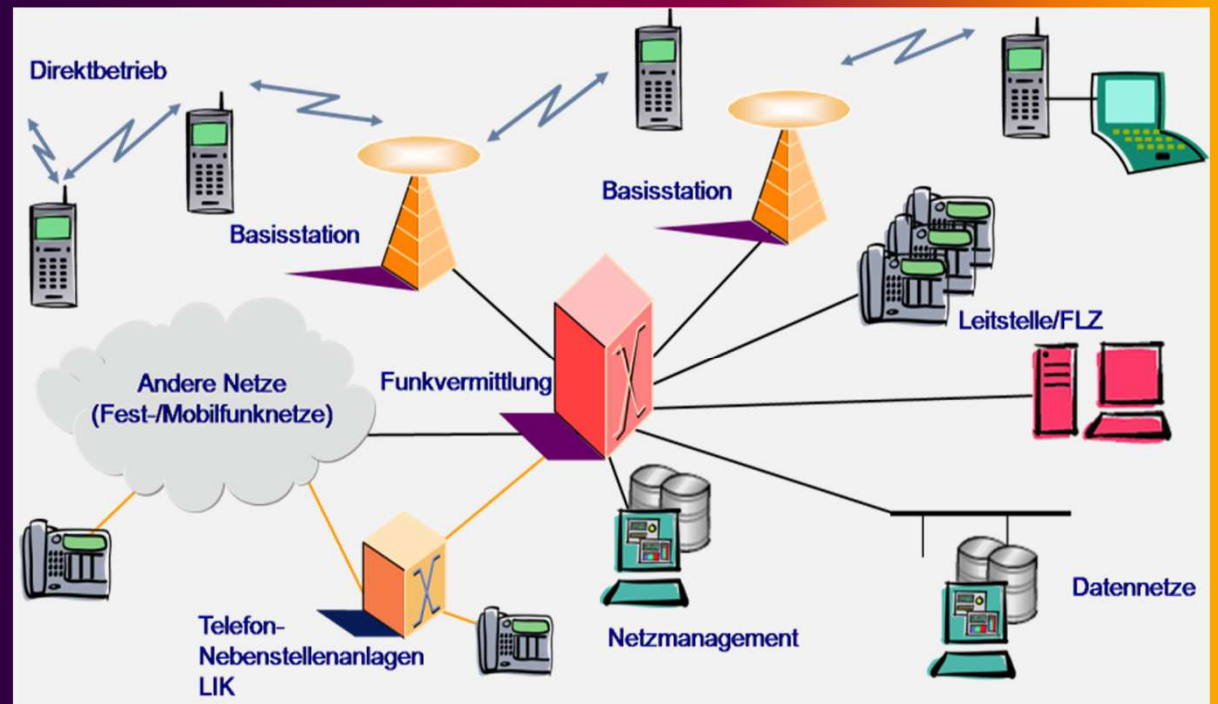 Direktbetrieb
Basisstation
Basisstation
Leitstelle/FLZ
Andere Netze
(Fest-/Mobilfunknetze)
Funkvermittlung
Telefon-
Nebenstellenanlagen
LIK
Netzmanagement
Datennetze